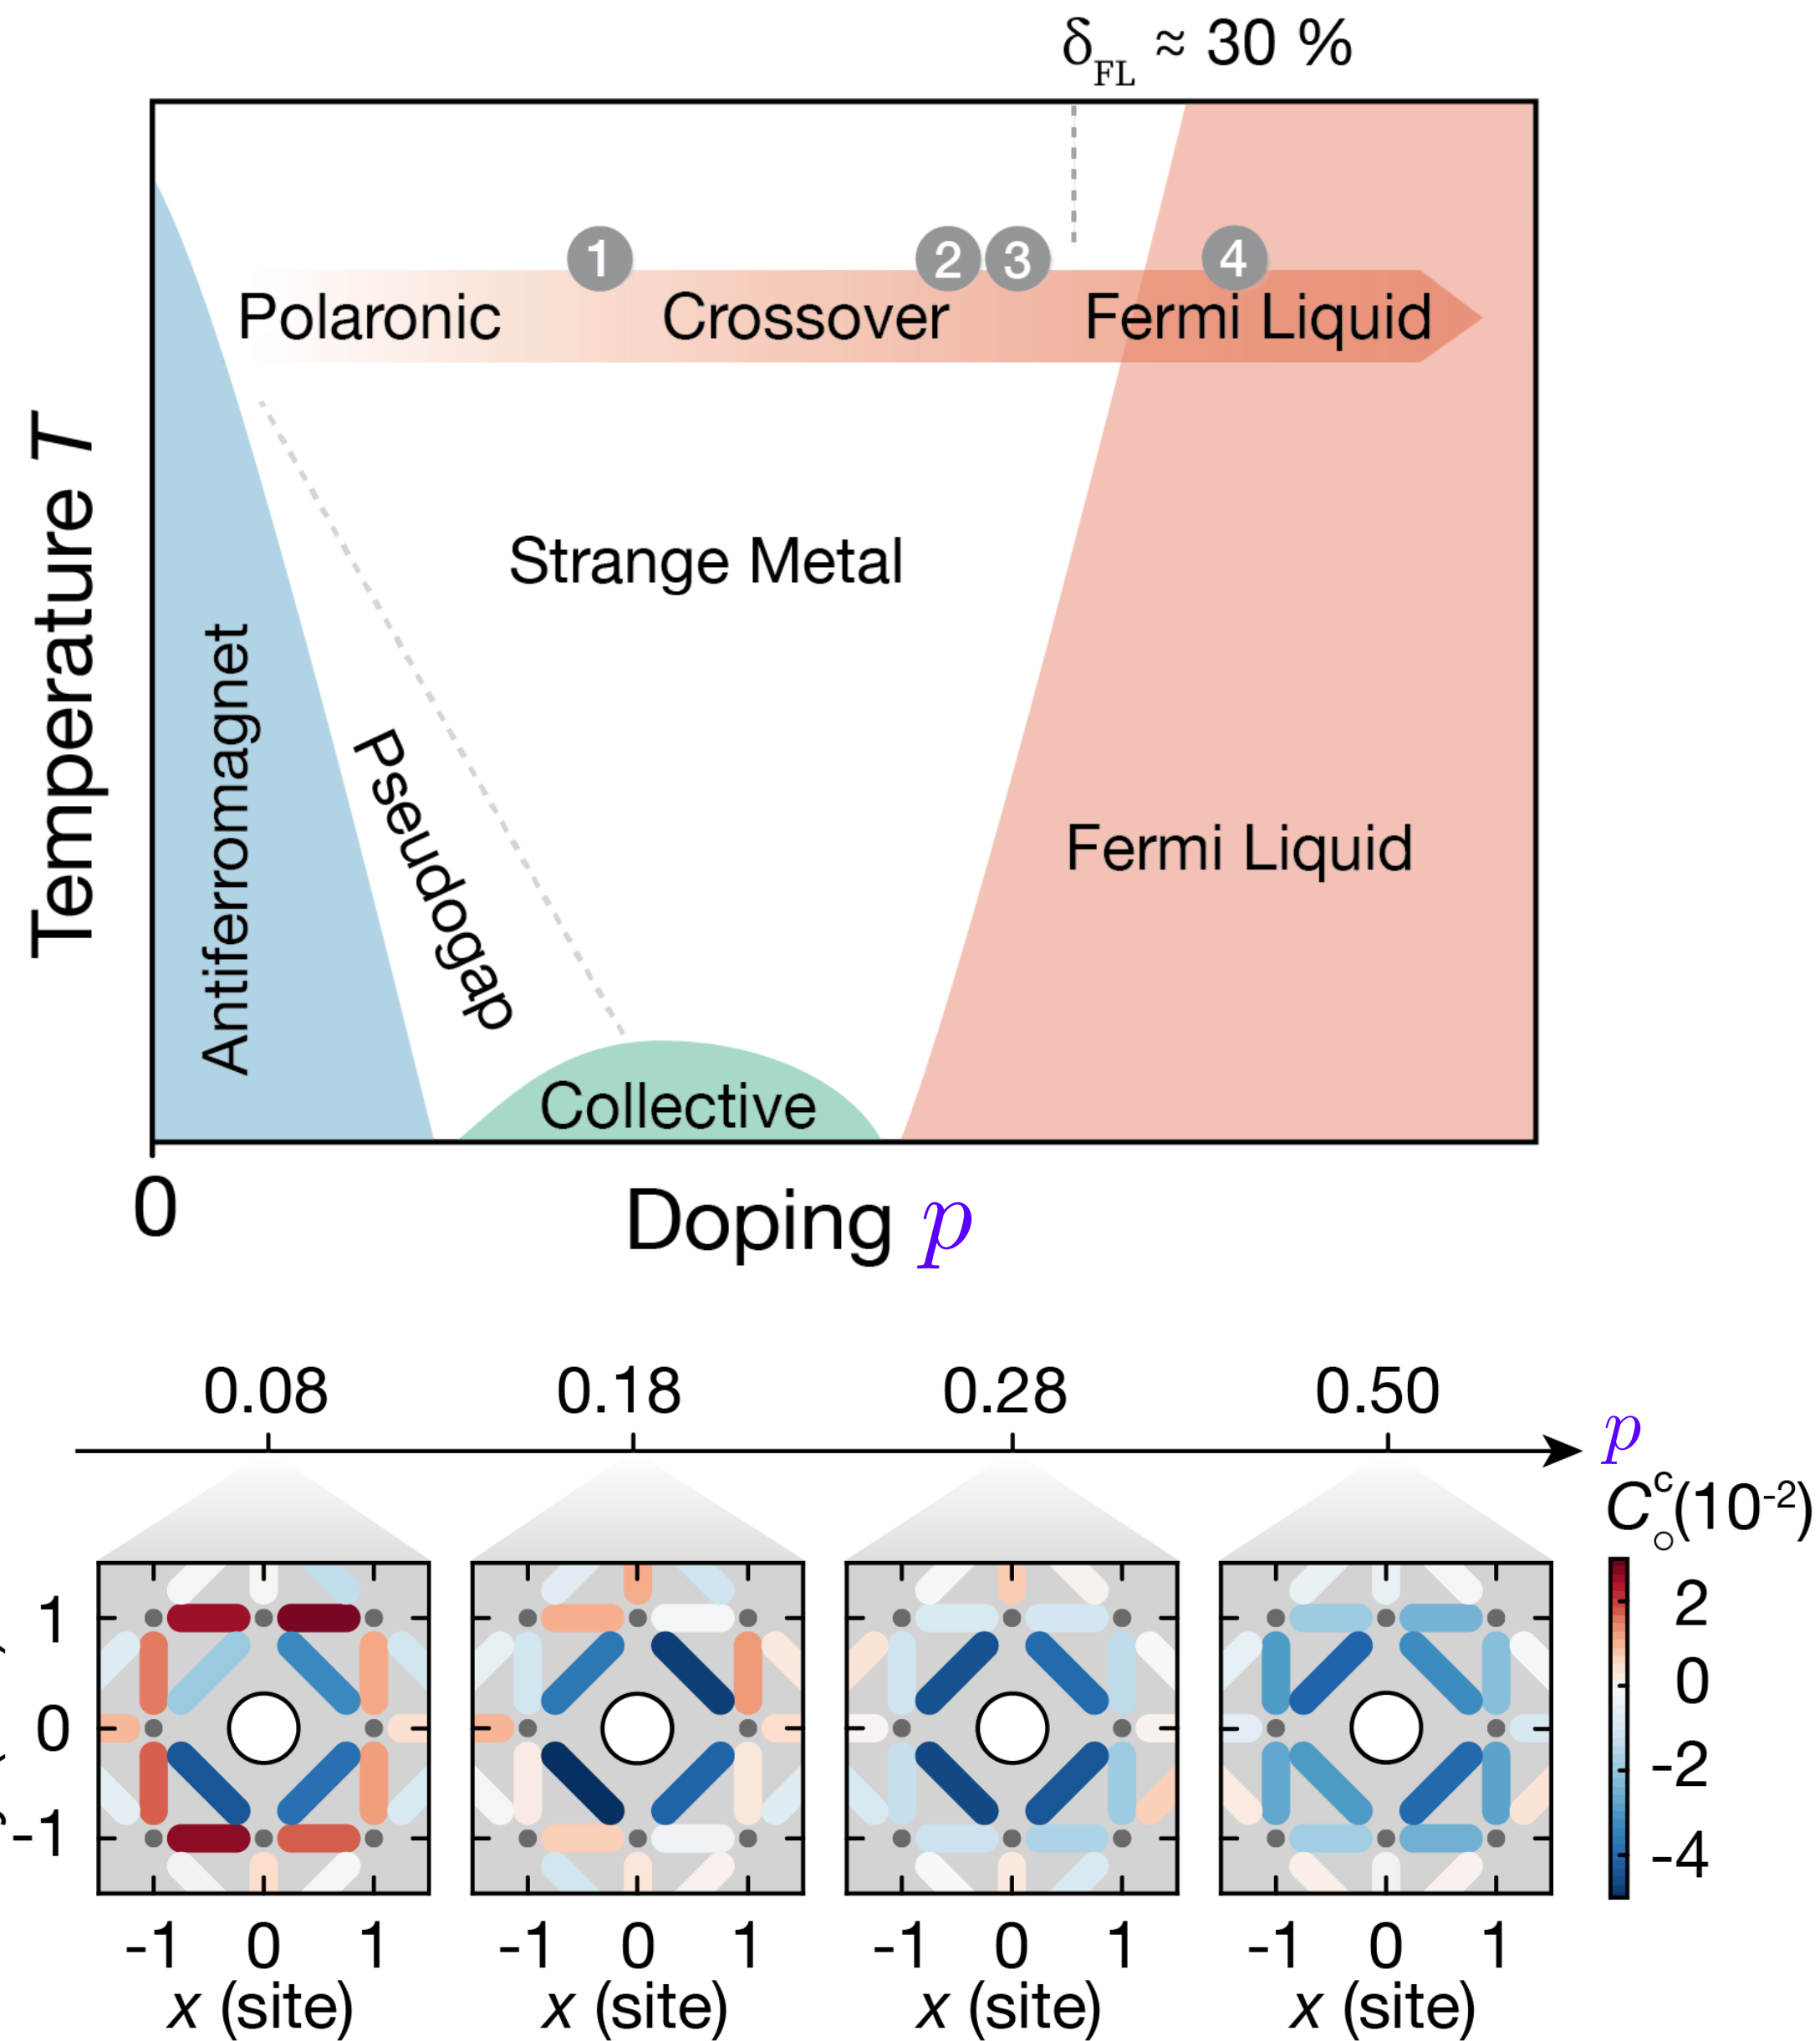 δFL ≈ 30 %
1 2 3 4
Polaronic Crossover Fermi Liquid
Temperature T
Strange Metal
Antiferromagnet
Pseudogap
Fermi Liquid
Collective
0
Doping p
0.08 0.18 0.28 0.50
p
C○c(10-2)
2
0
-2
-4
1
0
-1
-1 0 1 -1 0 1 -1 0 1 -1 0 1
x (site) x (site) x (site) x (site)